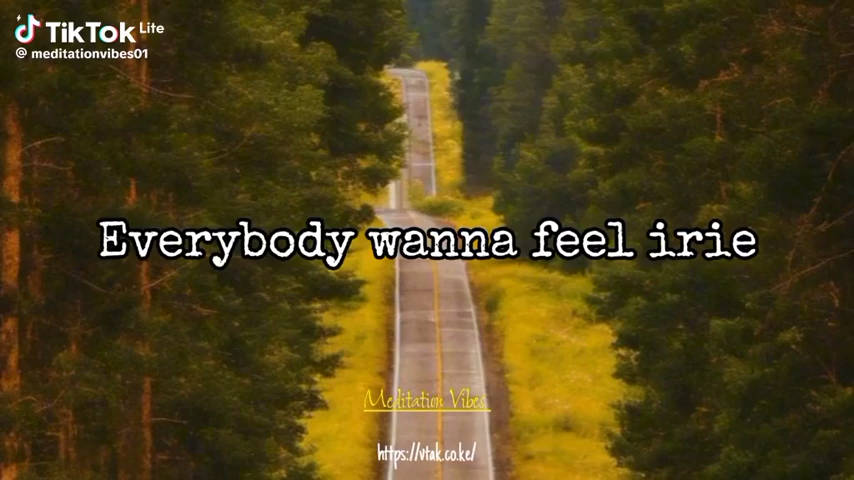 TikTok Lite
@ meditationvibes01
Everybody wanna feel irie
Meditation Vibes
https://vtak.co.ke/